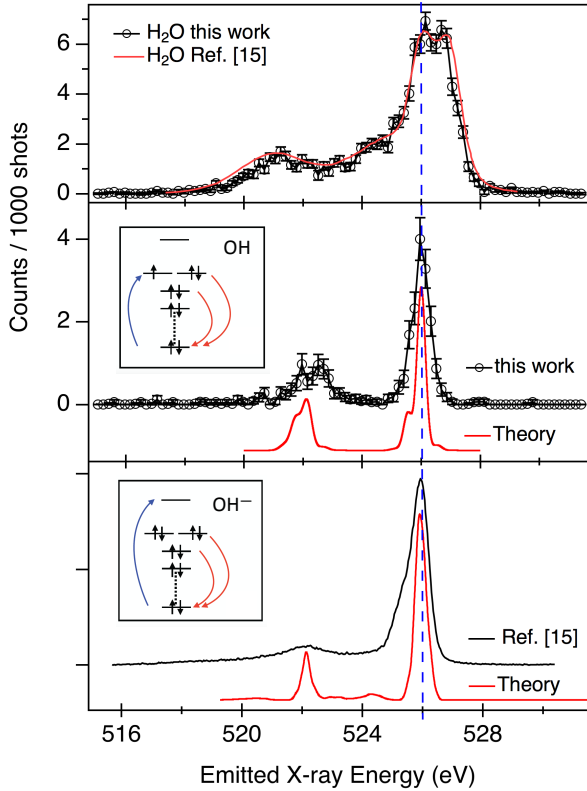 H₂O this work
H₂O Ref. [15]
6
4
2
0
OH
4
2
0
this work
Theory
OH—
Ref. [15]
Theory
516
520
524
528
Counts / 1000 shots
Emitted X-ray Energy (eV)